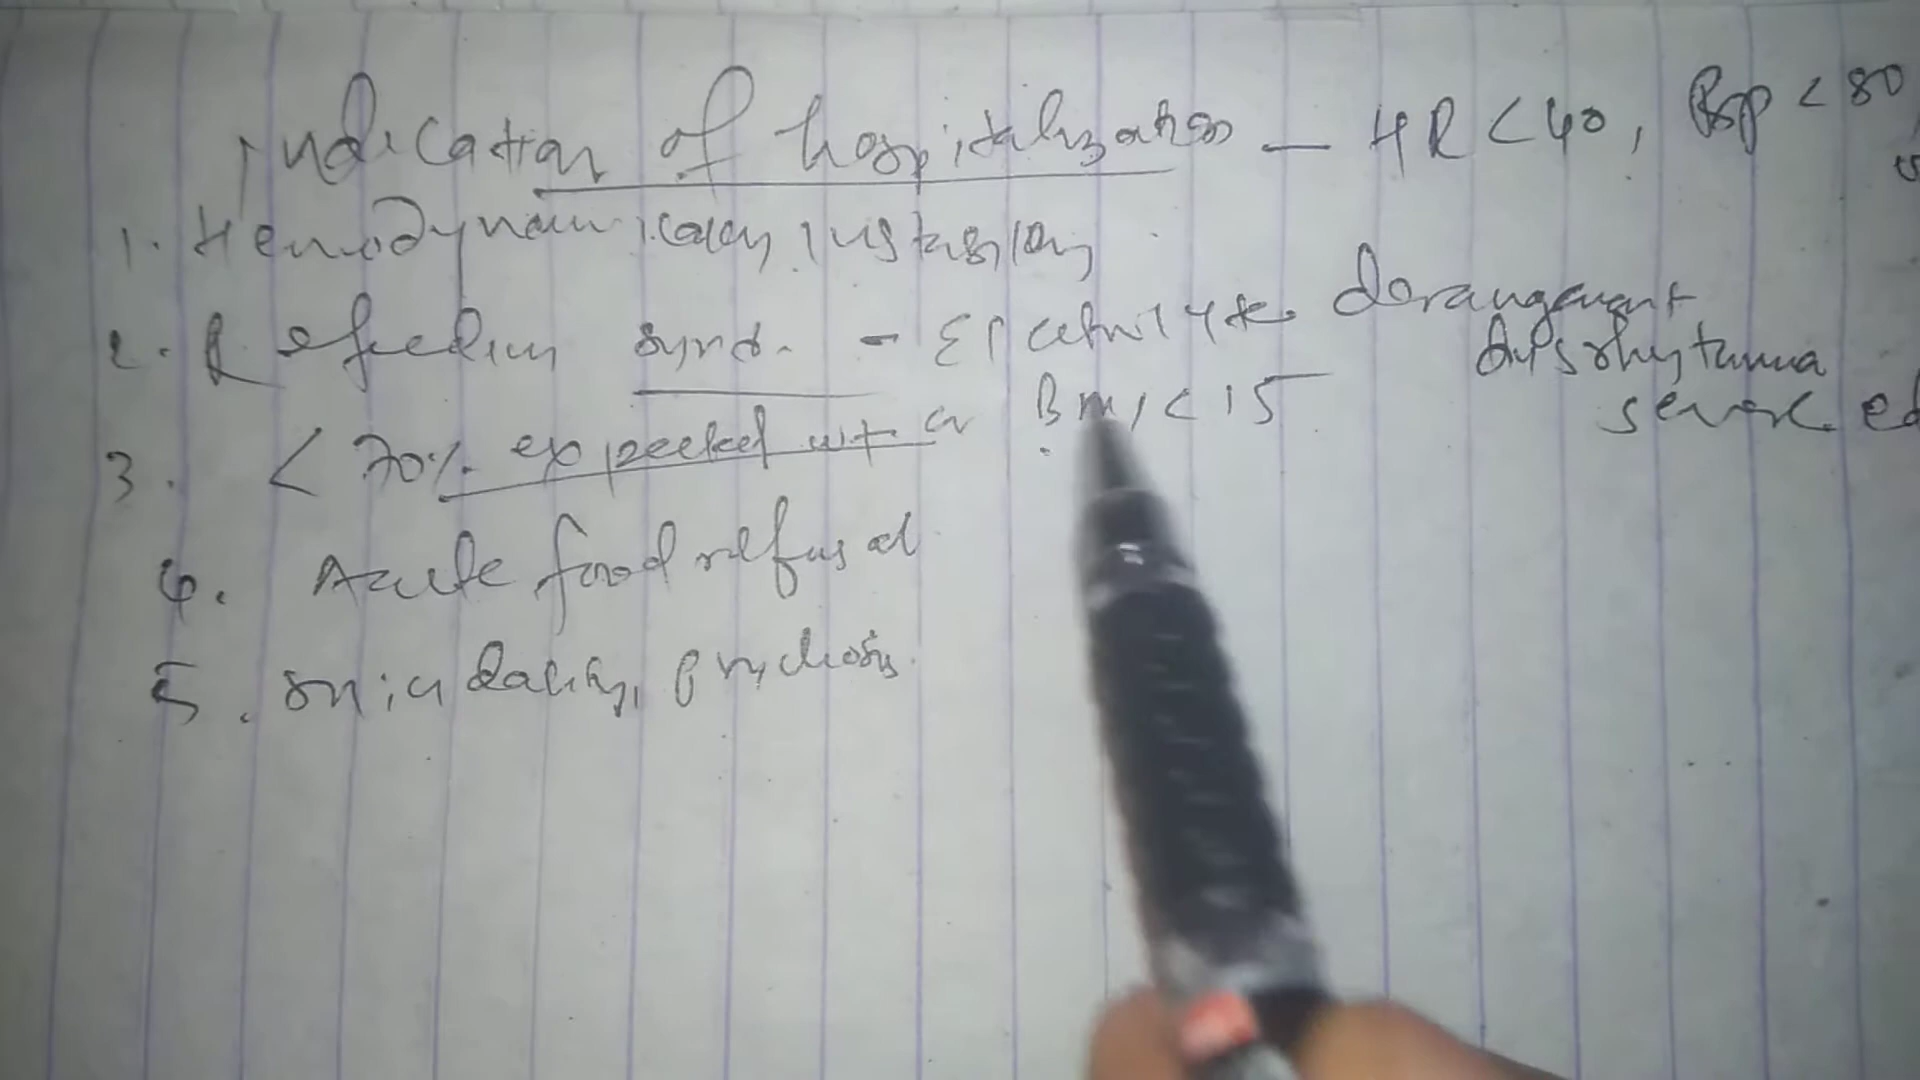 Indication of hospitalization - HR < 40, Bp < 80
1. Hemodynamically instability
2. Refeeding synd. - Electrolyte derangement
dysrhythmia
severe ed
3. < 70% expected wt or BMI < 15
4. Acute food refusal
5. suicidality, psychosis.